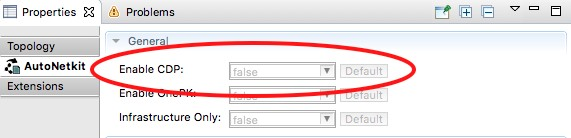 Properties
Problems
Topology
AutoNetkit
Extensions
General
Enable CDP: false Default
Enable OnePK: false Default
Infrastructure Only: false Default